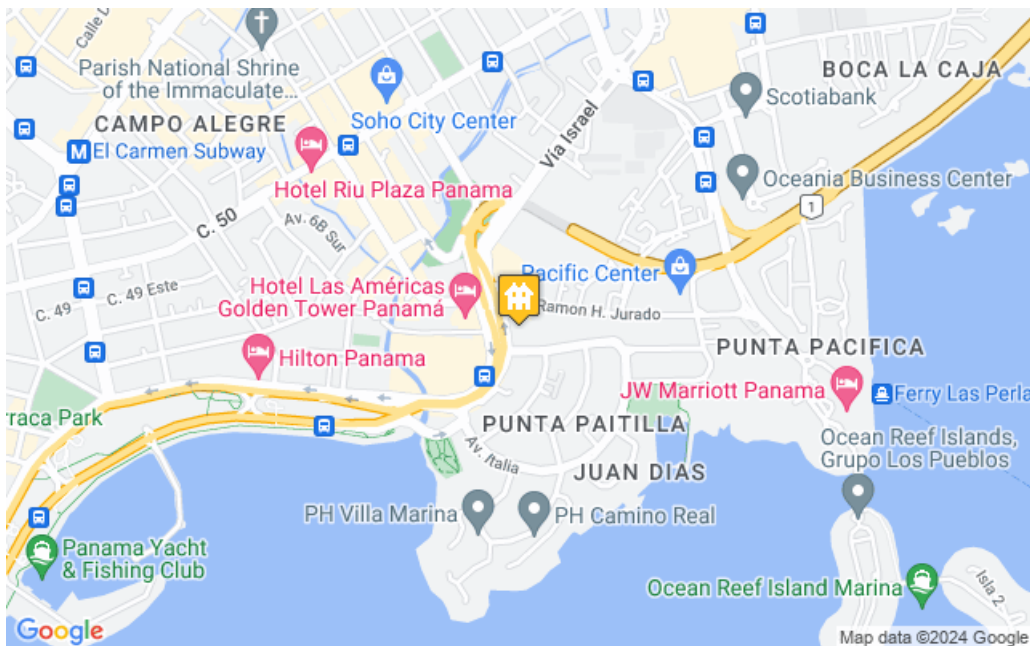 Calle D
Parish National Shrine
of the Immaculate...
CAMPO ALEGRE
M
El Carmen Subway
Soho City Center
Vía Israel
BOCA LA CAJA
Scotiabank
Hotel Riu Plaza Panama
Oceania Business Center
1
C. 50
Av. 6B Sur
C. 49 Este
C. 49
Hotel Las Américas
Golden Tower Panamá
Pacific Center
Ramon H. Jurado
Hilton Panama
PUNTA PACIFICA
JW Marriott Panama
Ferry Las Perla
rraca Park
PUNTA PAITILLA
Av. Italia
JUAN DIAS
Ocean Reef Islands,
Grupo Los Pueblos
PH Villa Marina
PH Camino Real
Panama Yacht
& Fishing Club
Ocean Reef Island Marina
Isla 2
Google
Map data ©2024 Google